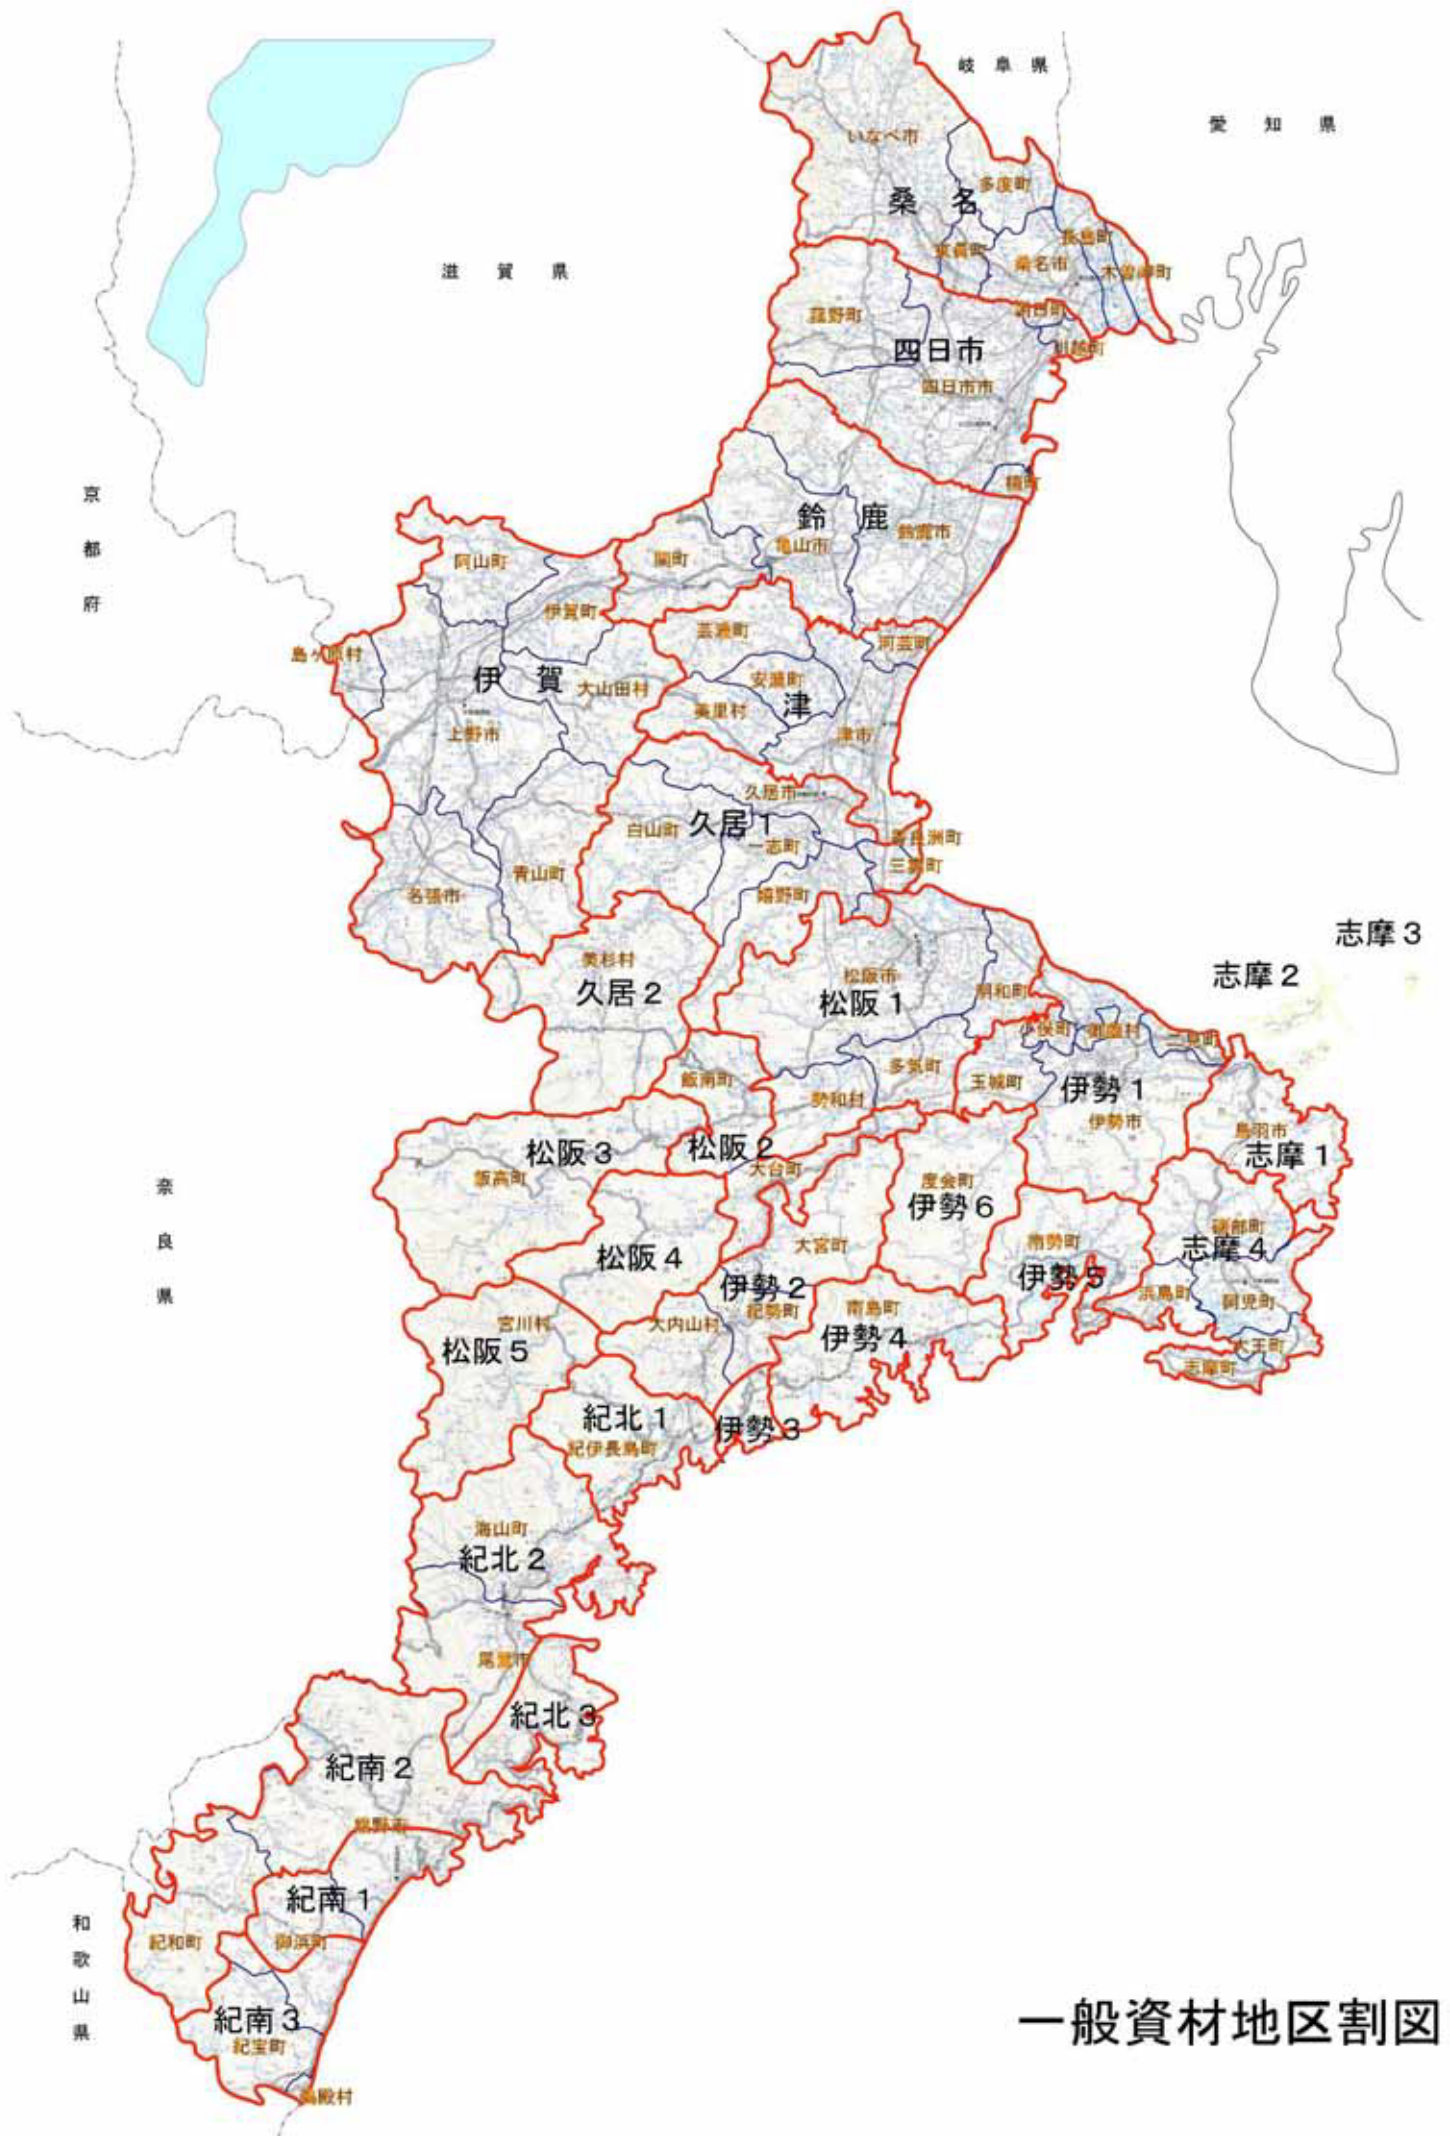 岐阜県
愛知県
いなべ市
多度町
桑名
長島町
東員町
桑名市
木曽岬町
滋賀県
菰野町
朝日町
川越町
四日市
四日市市
楠町
京都府
鈴鹿
鈴鹿市
亀山市
関町
阿山町
伊賀町
芸濃町
河芸町
島ヶ原村
伊賀
大山田村
安濃町
津
美里村
上野市
津市
久居市
久居1
白山町
一志町
香良洲町
三雲町
青山町
名張市
嬉野町
志摩3
美杉村
志摩2
松阪市
久居2
松阪1
明和町
小俣町
御薗村
二見町
飯南町
多気町
玉城町
伊勢1
勢和村
伊勢市
鳥羽市
松阪3
松阪2
志摩1
飯高町
大台町
度会町
奈良県
伊勢6
磯部町
大宮町
南勢町
志摩4
松阪4
伊勢2
伊勢5
浜島町
阿児町
紀勢町
南島町
宮川村
大内山村
伊勢4
松阪5
大王町
志摩町
紀北1
伊勢3
紀伊長島町
海山町
紀北2
尾鷲市
紀北3
紀南2
熊野市
紀南1
紀和町
御浜町
和歌山県
紀南3
紀宝町
鵜殿村
一般資材地区割図